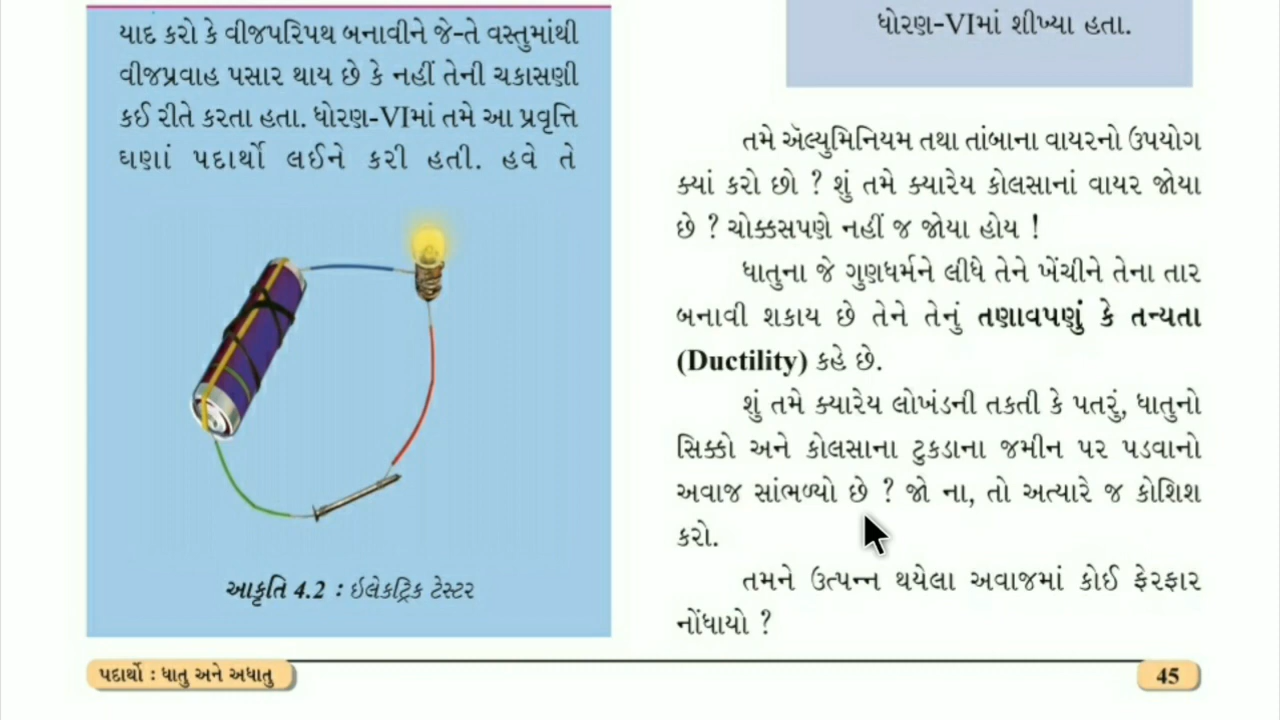 યાદ કરો કે વીજપરિપથ બનાવીને જે-તે વસ્તુમાંથી
વીજપ્રવાહ પસાર થાય છે કે નહીં તેની ચકાસણી
કઈ રીતે કરતા હતા. ધોરણ-VIમાં તમે આ પ્રવૃત્તિ
ઘણાં પદાર્થો લઈને કરી હતી. હવે તે
આકૃતિ 4.2 : ઇલેક્ટ્રિક ટેસ્ટર
ધોરણ-VIમાં શીખ્યા હતા.
તમે ઍલ્યુમિનિયમ તથા તાંબાના વાયરનો ઉપયોગ
ક્યાં કરો છો ? શું તમે ક્યારેય કોલસાનાં વાયર જોયા
છે ? ચોક્કસપણે નહીં જ જોયા હોય !
ધાતુના જે ગુણધર્મને લીધે તેને ખેંચીને તેના તાર
બનાવી શકાય છે તેને તેનું તણાવપણું કે તન્યતા
(Ductility) કહે છે.
શું તમે ક્યારેય લોખંડની તકતી કે પતરું, ધાતુનો
સિક્કો અને કોલસાના ટુકડાના જમીન પર પડવાનો
અવાજ સાંભળ્યો છે ? જો ના, તો અત્યારે જ કોશિશ
કરો.
તમને ઉત્પન્ન થયેલા અવાજમાં કોઈ ફેરફાર
નોંધાયો ?
પદાર્થો : ધાતુ અને અધાતુ
45